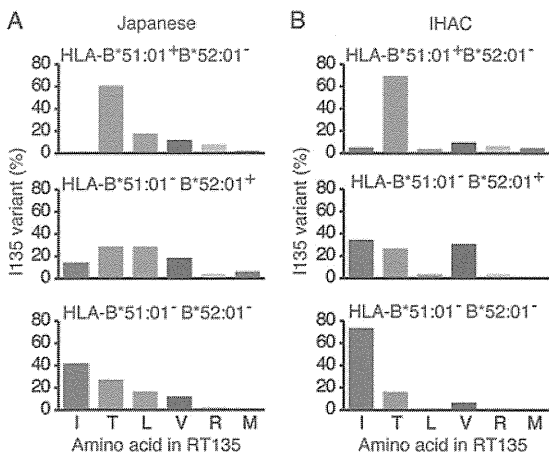 A
Japanese
B
IHAC
HLA-B*51:01+B*52:01-
HLA-B*51:01+B*52:01-
80
60
40
20
0
80
60
40
20
0
HLA-B*51:01- B*52:01+
HLA-B*51:01- B*52:01+
80
60
40
20
0
80
60
40
20
0
I135 variant (%)
I135 variant (%)
HLA-B*51:01- B*52:01-
HLA-B*51:01- B*52:01-
80
60
40
20
0
80
60
40
20
0
I T L V R M
I T L V R M
Amino acid in RT135
Amino acid in RT135